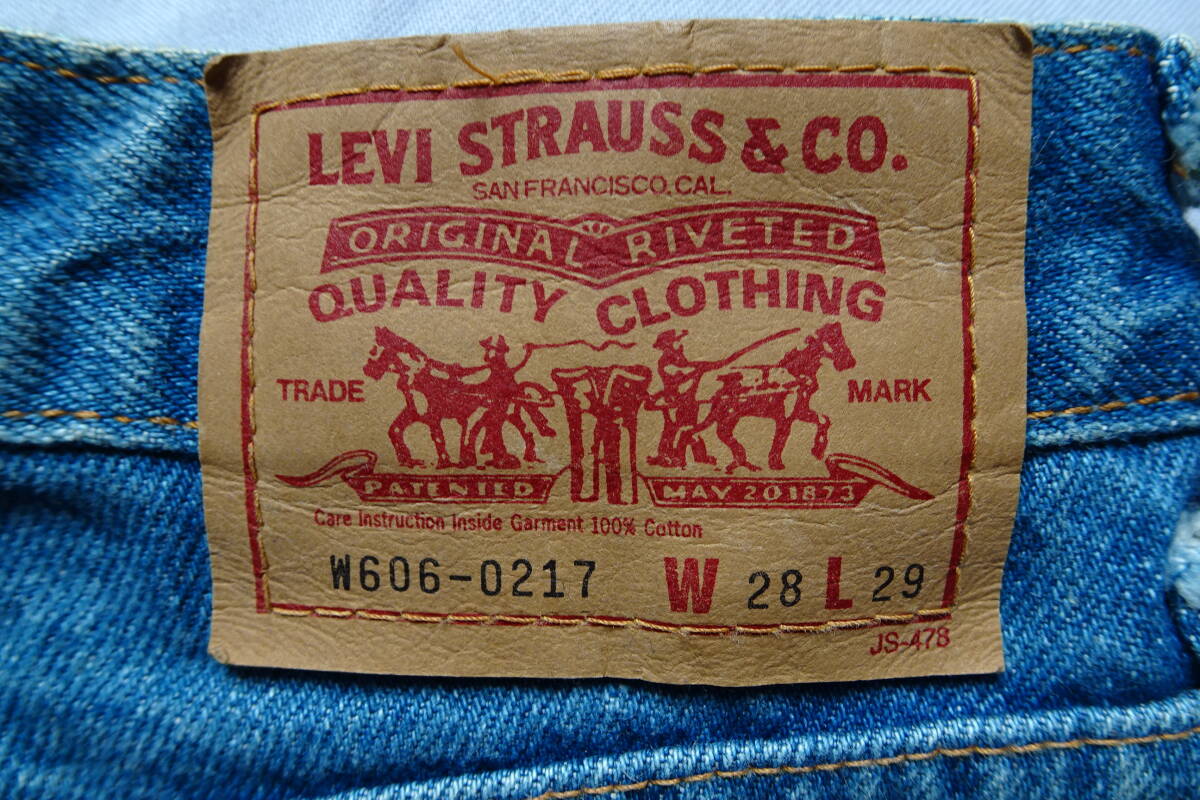 LEVI STRAUSS & CO.
SAN FRANCISCO, CAL.
ORIGINAL RIVETED
QUALITY CLOTHING
TRADE MARK
PATENTED MAY 20 1873
Care Instruction Inside Garment 100% Cotton
W606-0217 W 28 L 29
JS-478